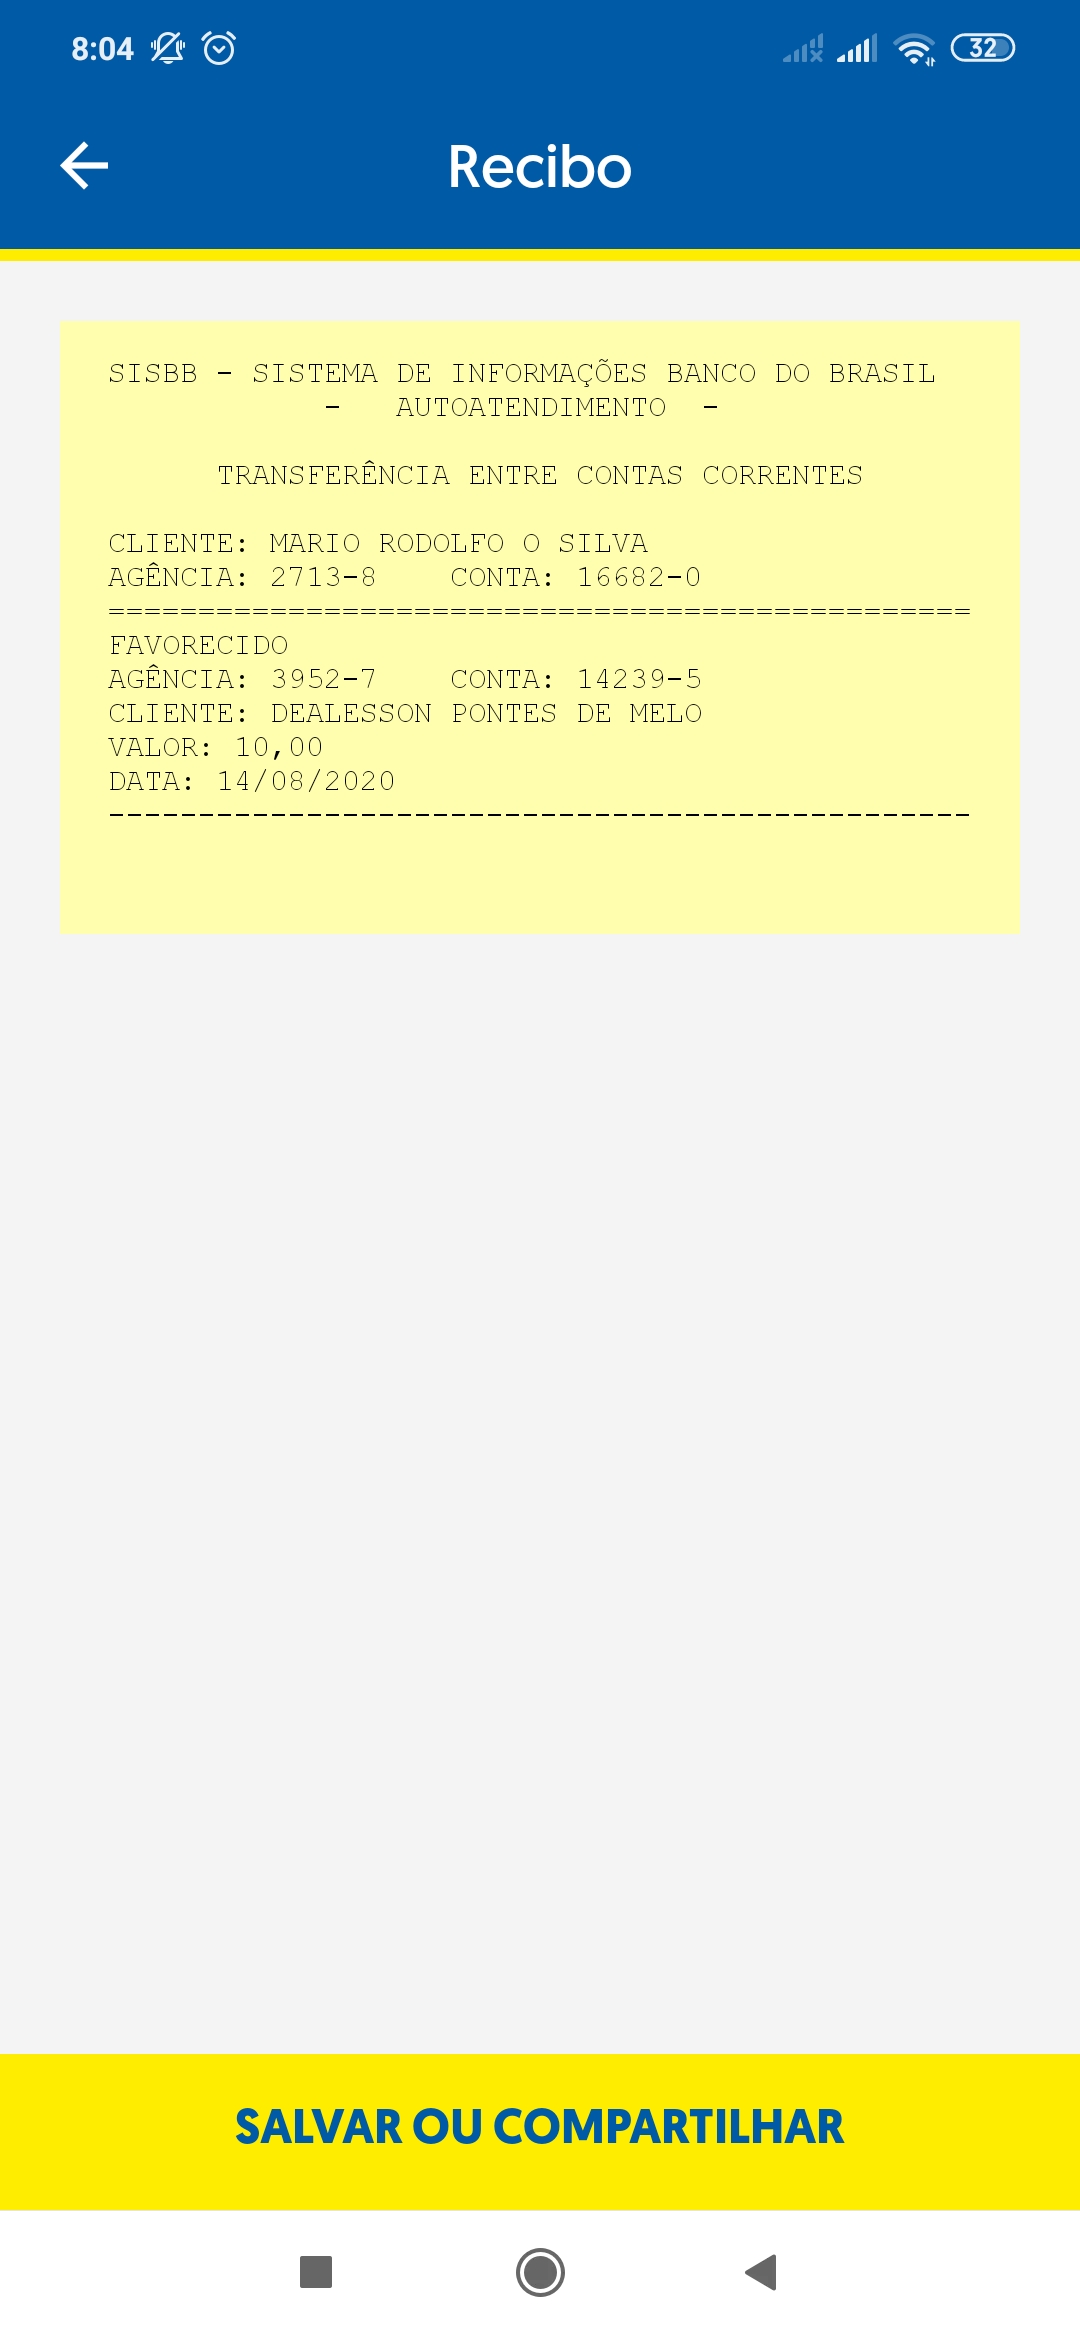 8:04
32
Recibo
SISBB - SISTEMA DE INFORMAÇÕES BANCO DO BRASIL
- AUTOATENDIMENTO -
TRANSFERÊNCIA ENTRE CONTAS CORRENTES
CLIENTE: MARIO RODOLFO O SILVA
AGÊNCIA: 2713-8 CONTA: 16682-0
================================================
FAVORECIDO
AGÊNCIA: 3952-7 CONTA: 14239-5
CLIENTE: DEALESSON PONTES DE MELO
VALOR: 10,00
DATA: 14/08/2020
------------------------------------------------
SALVAR OU COMPARTILHAR